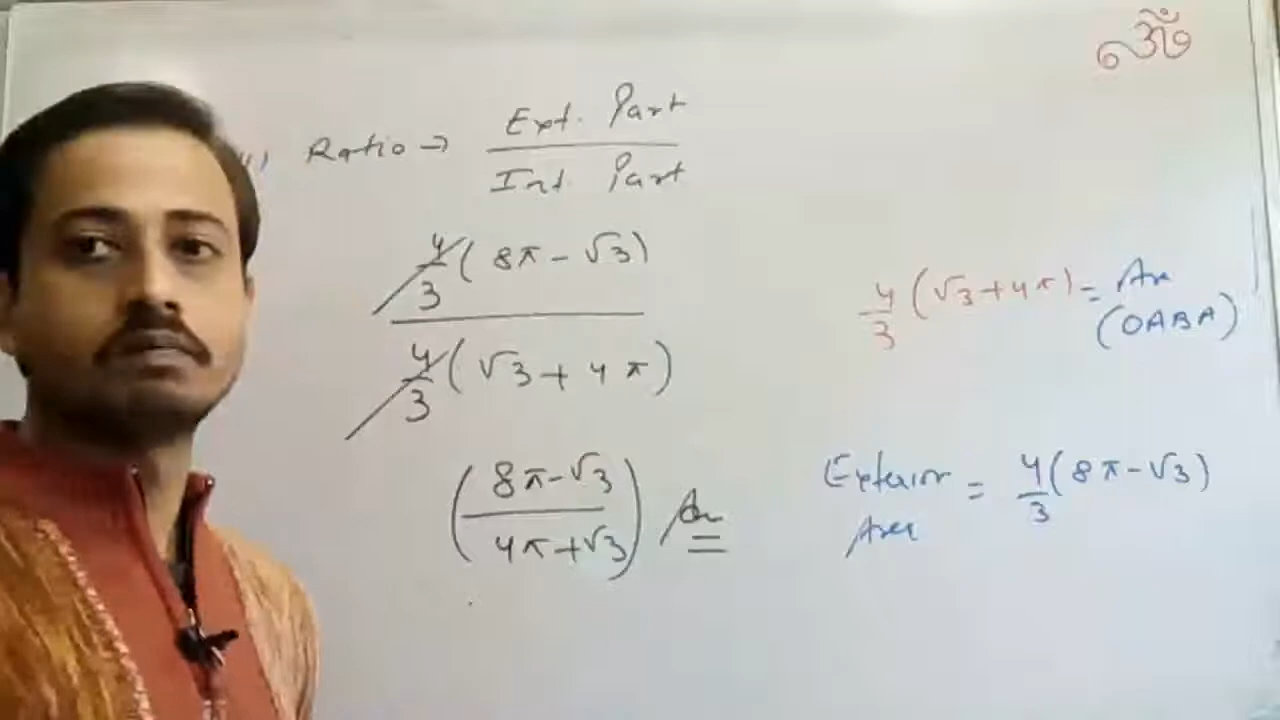 ॐ
Ratio → Ext. Part / Int. Part
4/3 (8π - √3)
4/3 (√3 + 4π)
(8π-√3 / 4π+√3) An
4/3 (√3+4π) = Ar
(OABA)
Exterior = 4/3 (8π-√3)
Area